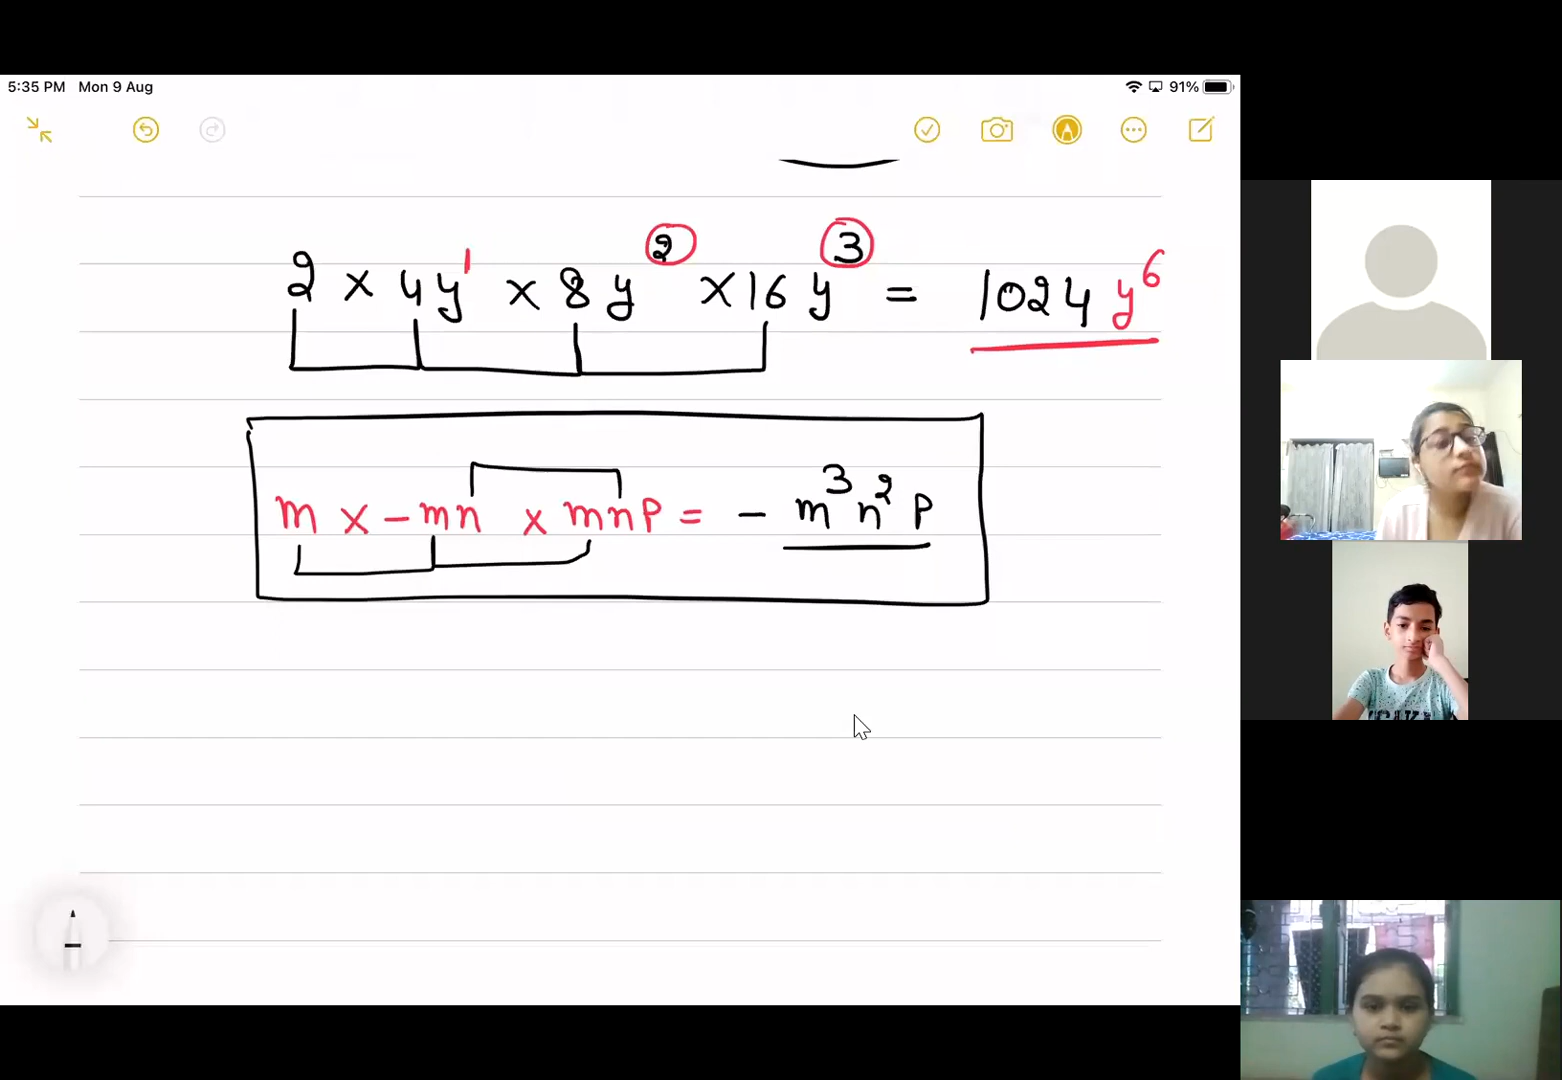 5:35 PM Mon 9 Aug 91%
2 × 4y¹ × 8y² × 16y³ = 1024y⁶
m × -mn × mnp = - m³n²p